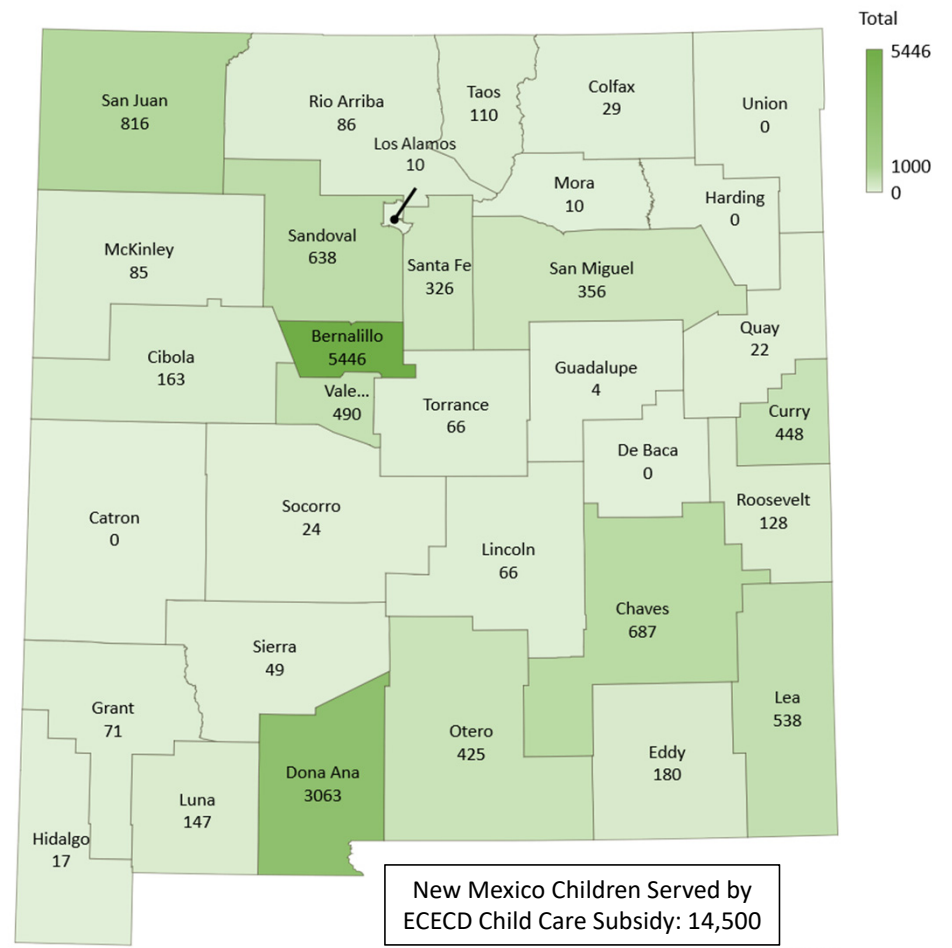 Total
5446
1000
0
San Juan
816
Rio Arriba
86
Taos
110
Colfax
29
Union
0
Los Alamos
10
Mora
10
Harding
0
McKinley
85
Sandoval
638
Santa Fe
326
San Miguel
356
Quay
22
Bernalillo
5446
Cibola
163
Vale...
490
Torrance
66
Guadalupe
4
Curry
448
De Baca
0
Roosevelt
128
Catron
0
Socorro
24
Lincoln
66
Chaves
687
Sierra
49
Grant
71
Otero
425
Lea
538
Eddy
180
Dona Ana
3063
Luna
147
Hidalgo
17
New Mexico Children Served by
ECECD Child Care Subsidy: 14,500